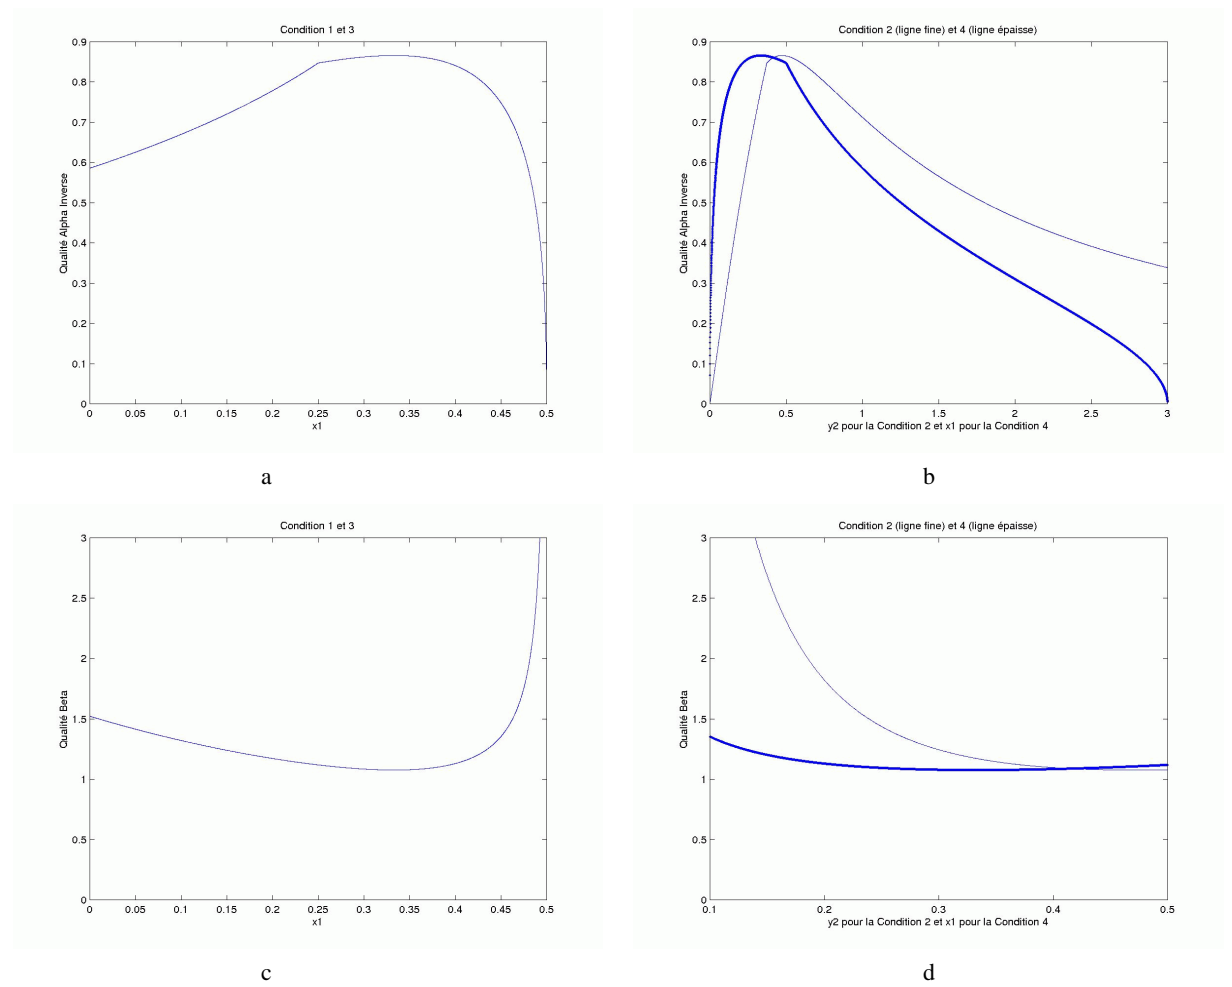 Condition 1 et 3
0.9
0.8
0.7
0.6
0.5
0.4
0.3
0.2
0.1
0
Qualité Alpha Inverse
0 0.05 0.1 0.15 0.2 0.25 0.3 0.35 0.4 0.45 0.5
x1
a
Condition 2 (ligne fine) et 4 (ligne épaisse)
0.9
0.8
0.7
0.6
0.5
0.4
0.3
0.2
0.1
0
Qualité Alpha Inverse
0 0.5 1 1.5 2 2.5 3
y2 pour la Condition 2 et x1 pour la Condition 4
b
Condition 1 et 3
3
2.5
2
1.5
1
0.5
0
Qualité Beta
0 0.05 0.1 0.15 0.2 0.25 0.3 0.35 0.4 0.45 0.5
x1
c
Condition 2 (ligne fine) et 4 (ligne épaisse)
3
2.5
2
1.5
1
0.5
0
Qualité Beta
0.1 0.2 0.3 0.4 0.5
y2 pour la Condition 2 et x1 pour la Condition 4
d